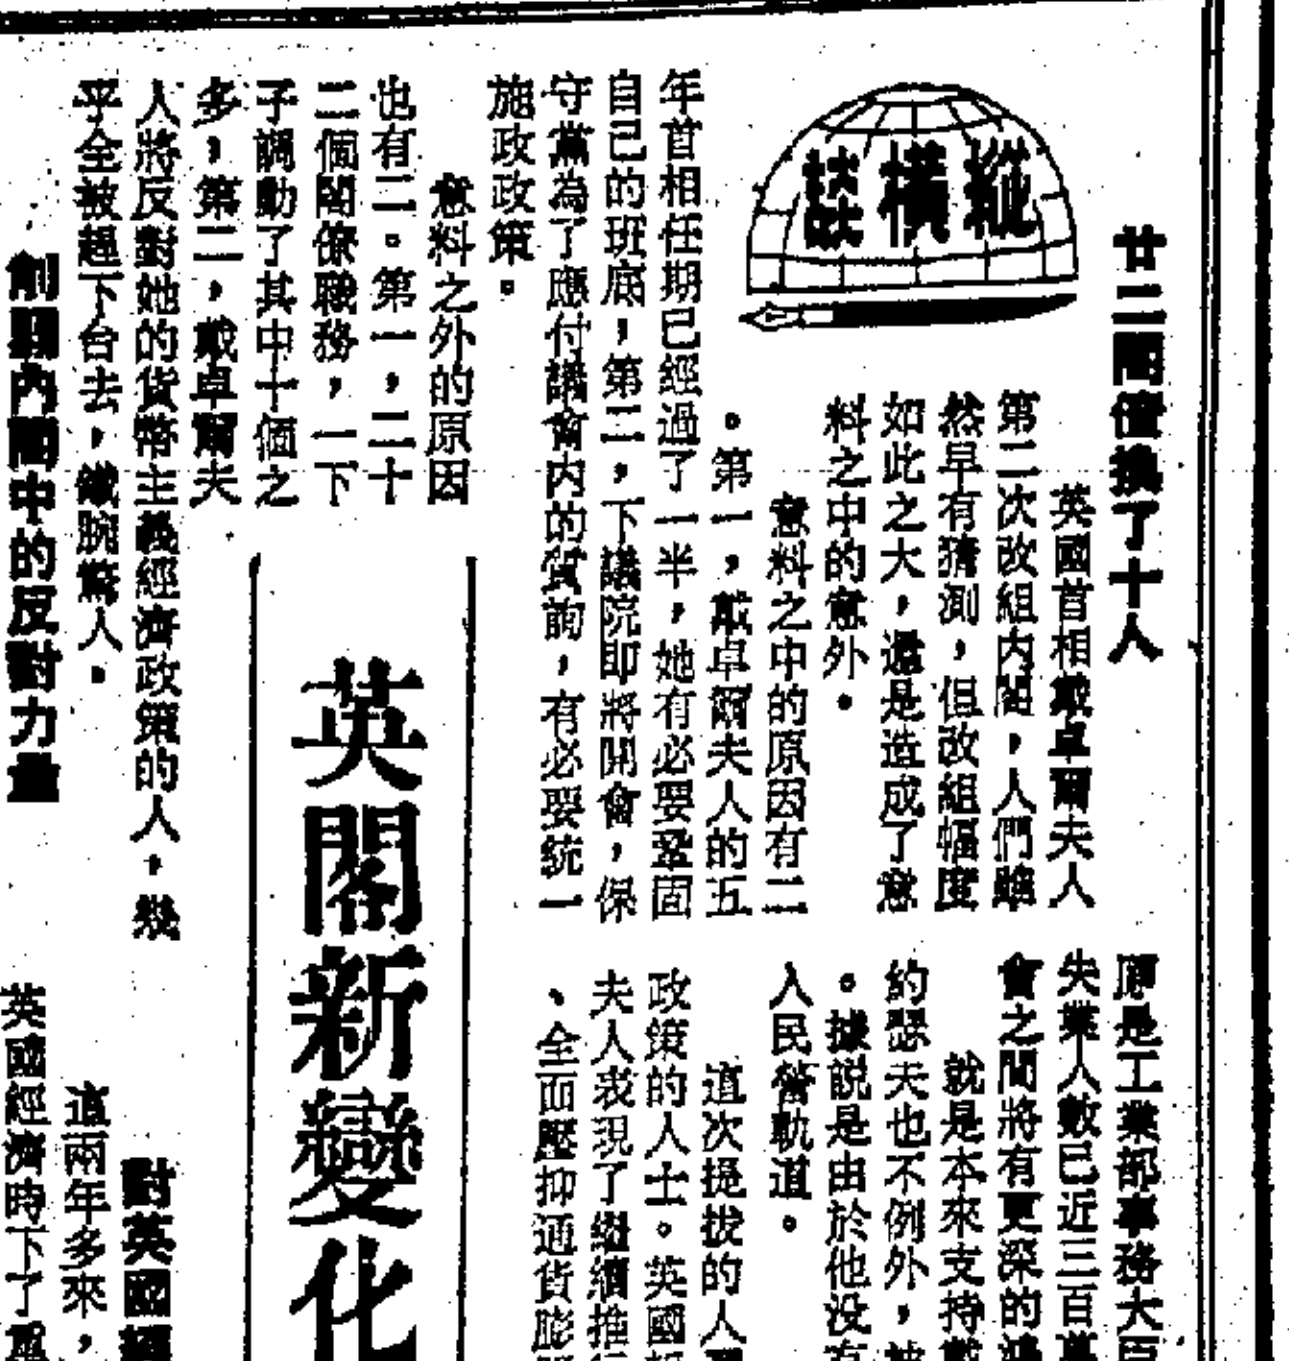 縱橫談
廿二閣僚換了十人
英國首相戴卓爾夫人
第二次改組內閣，人們雖
然早有猜測，但改組幅度
如此之大，還是造成了意
料之中的意外。
意料之中的原因有二
。第一，戴卓爾夫人的五
年首相任期已經過了一半，她有必要鞏固
自己的班底，第二，下議院即將開會，保
守黨為了應付議會內的質詢，有必要統一
施政政策。
意料之外的原因
也有二。第一，二十
二個閣僚職務，一下
子調動了其中十個之
多，第二，戴卓爾夫
人將反對她的貨幣主義經濟政策的人，幾
乎全被趕下台去，鐵腕驚人。
削弱內閣中的反對力量
英閣新變化
原是工業部事務大臣
失業人數已近三百萬
會之間將有更深的鴻
就是本來支持戴
約瑟夫也不例外，被
。據說是由於他沒有
入民營軌道。
這次提拔的人
政策的人士。英國
夫人表現了繼續推
、全面壓抑通貨膨
對英國經
這兩年多來，
英國經濟時下了